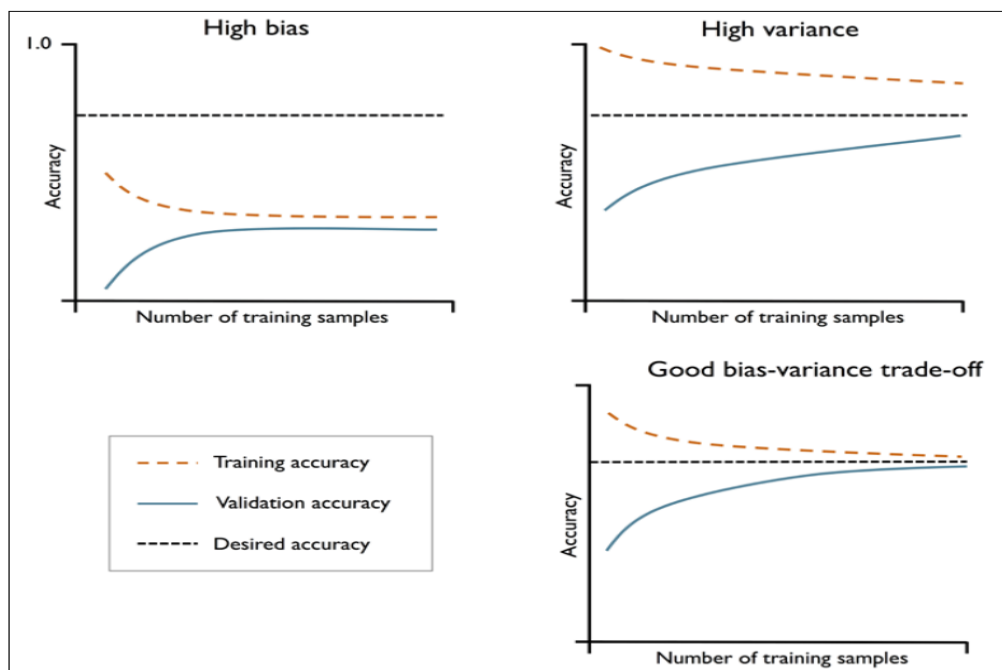 High bias
1.0
Accuracy
Number of training samples
High variance
Accuracy
Number of training samples
Good bias-variance trade-off
Accuracy
Number of training samples
Training accuracy
Validation accuracy
Desired accuracy